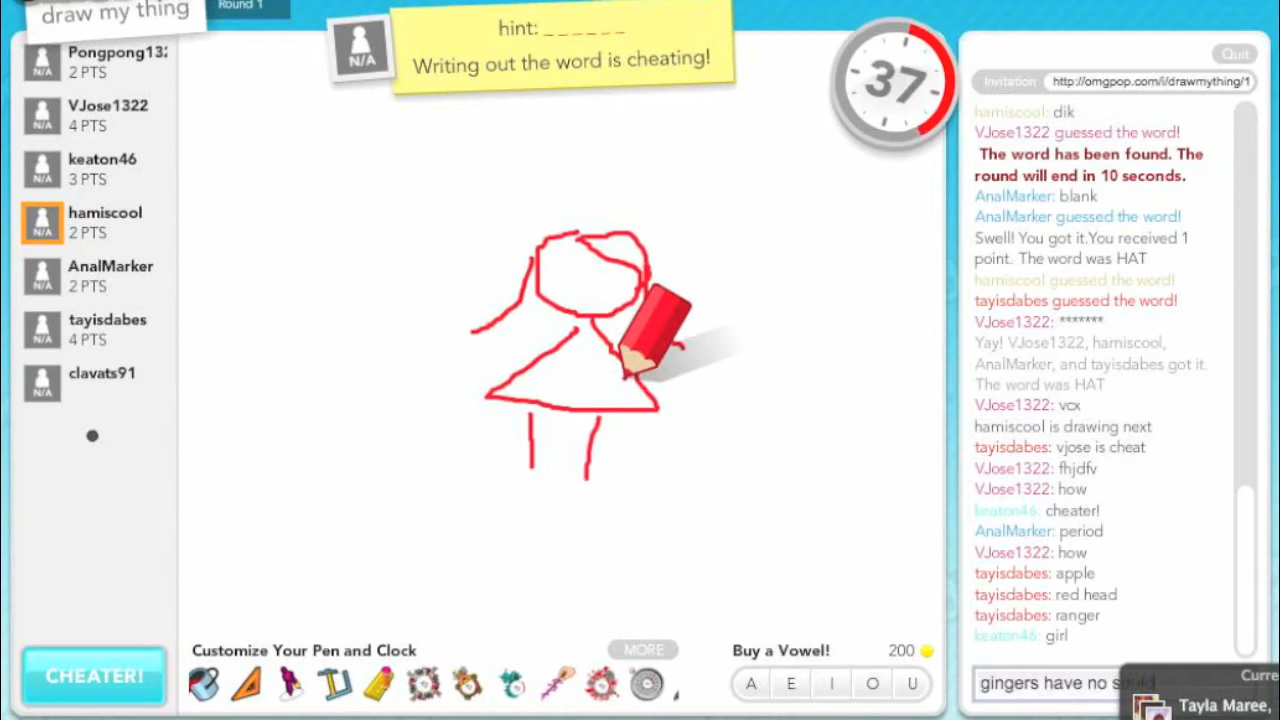 draw my thing
Round 1
hint: _ _ _ _ _ _
Writing out the word is cheating!
N/A
37
N/A
Pongpong132
2 PTS
N/A
VJose1322
4 PTS
N/A
keaton46
3 PTS
N/A
hamiscool
2 PTS
N/A
AnalMarker
2 PTS
N/A
tayisdabes
4 PTS
N/A
clavats91
CHEATER!
Customize Your Pen and Clock
MORE
Buy a Vowel!
200
A E I O U
Quit
Invitation
http://omgpop.com/i/drawmything/1
hamiscool: dik
VJose1322 guessed the word!
The word has been found. The
round will end in 10 seconds.
AnalMarker: blank
AnalMarker guessed the word!
Swell! You got it.You received 1
point. The word was HAT
hamiscool guessed the word!
tayisdabes guessed the word!
VJose1322: *******
Yay! VJose1322, hamiscool,
AnalMarker, and tayisdabes got it.
The word was HAT
VJose1322: vcx
hamiscool is drawing next
tayisdabes: vjose is cheat
VJose1322: fhjdfv
VJose1322: how
keaton46: cheater!
AnalMarker: period
VJose1322: how
tayisdabes: apple
tayisdabes: red head
tayisdabes: ranger
keaton46: girl
gingers have no
Curre
Tayla Maree,